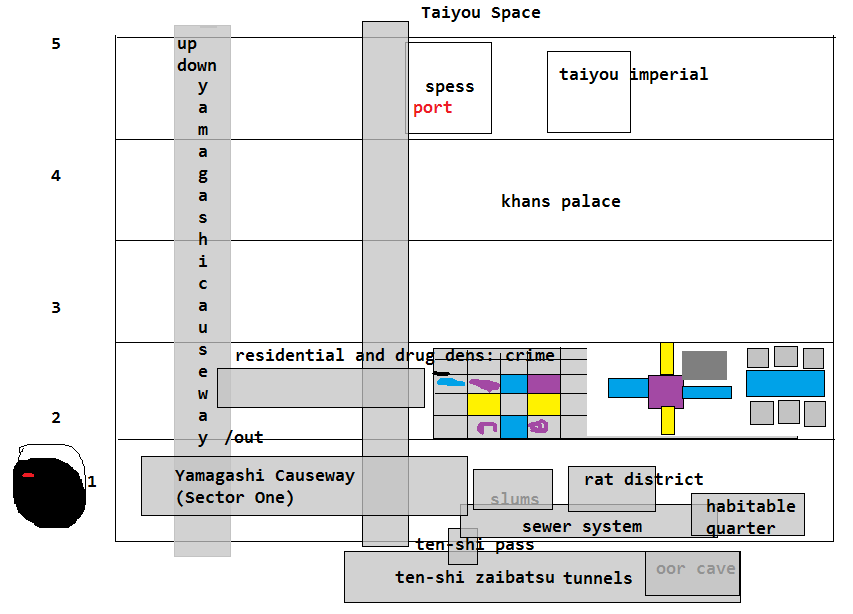 Taiyou Space
5
up
down
y
a
m
a
g
a
s
h
i
c
a
u
s
e
w
a
y
/out
spess
port
taiyou imperial
4
khans palace
3
residential and drug dens: crime
2
1
Yamagashi Causeway
(Sector One)
slums
rat district
sewer system
habitable
quarter
ten-shi pass
ten-shi zaibatsu tunnels
oor cave